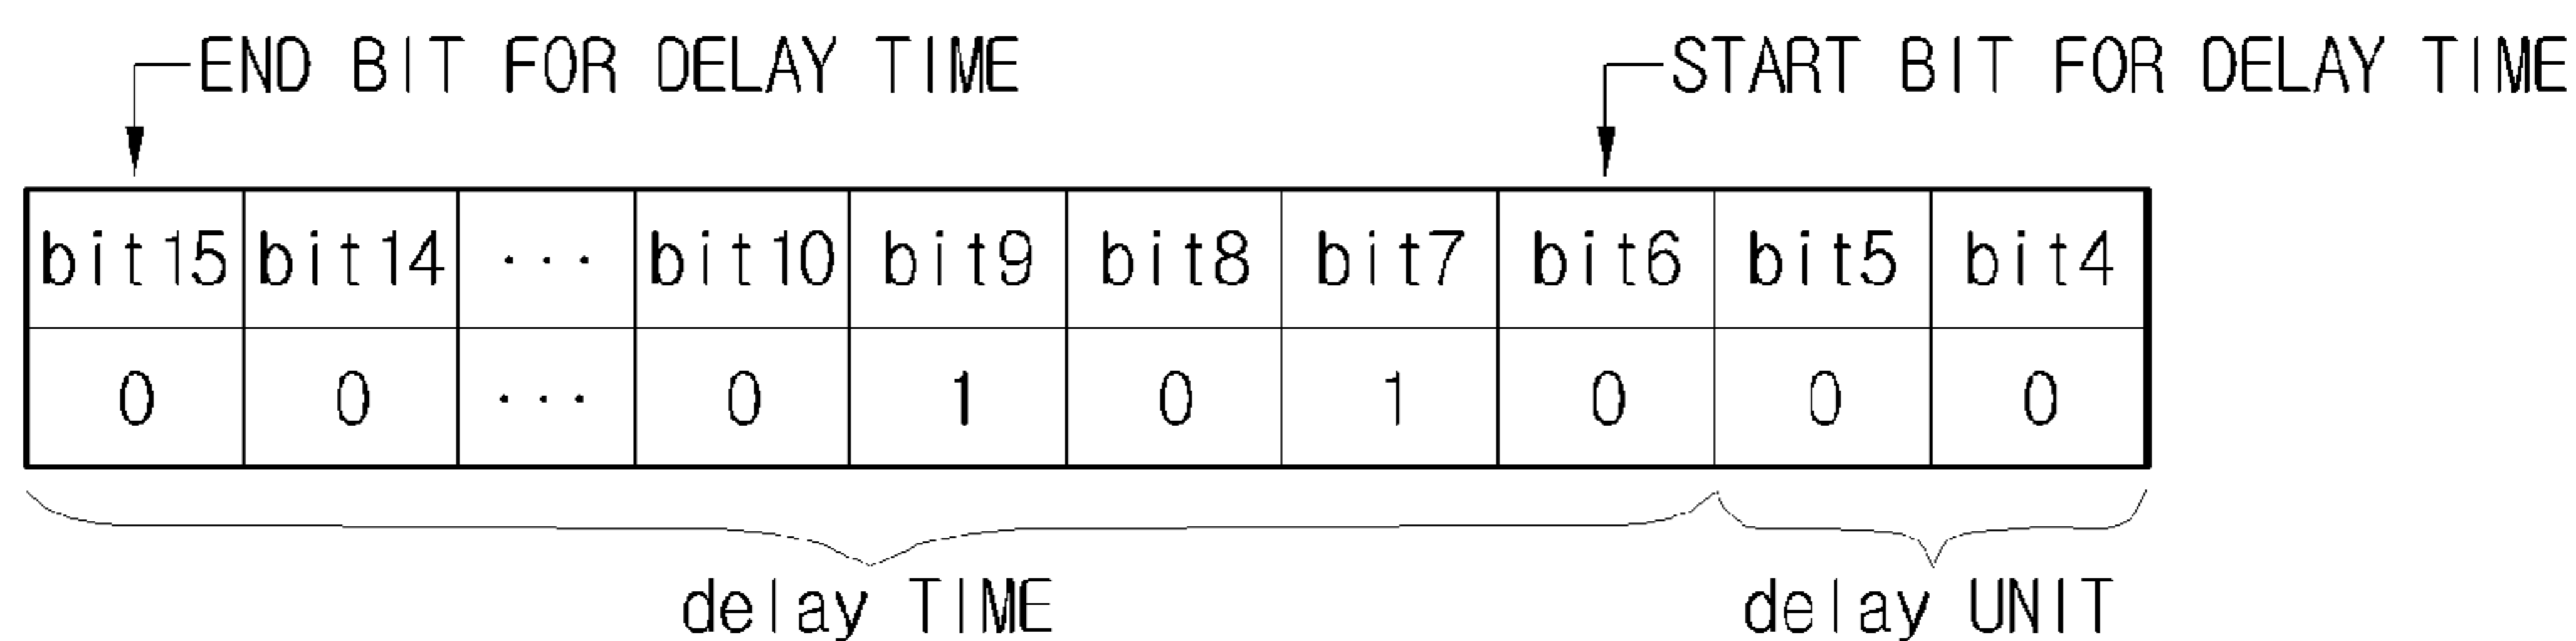 END BIT FOR DELAY TIME START BIT FOR DELAY TIME
bit15 bit14 ... bit10 bit9 bit8 bit7 bit6 bit5 bit4
0 0 ... 0 1 0 1 0 0 0
delay TIME delay UNIT